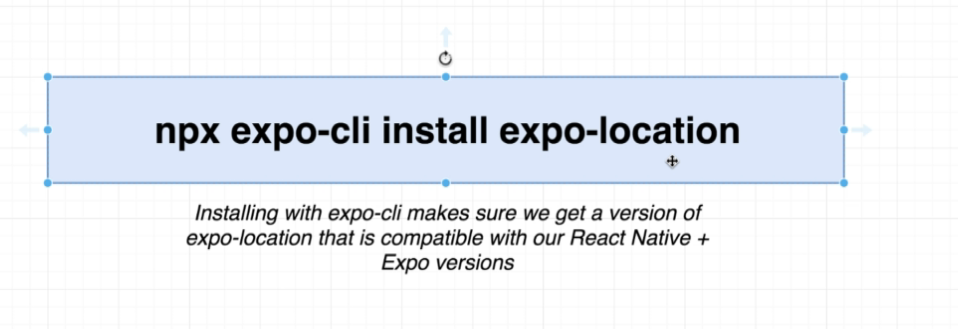 npx expo-cli install expo-location
Installing with expo-cli makes sure we get a version of
expo-location that is compatible with our React Native +
Expo versions